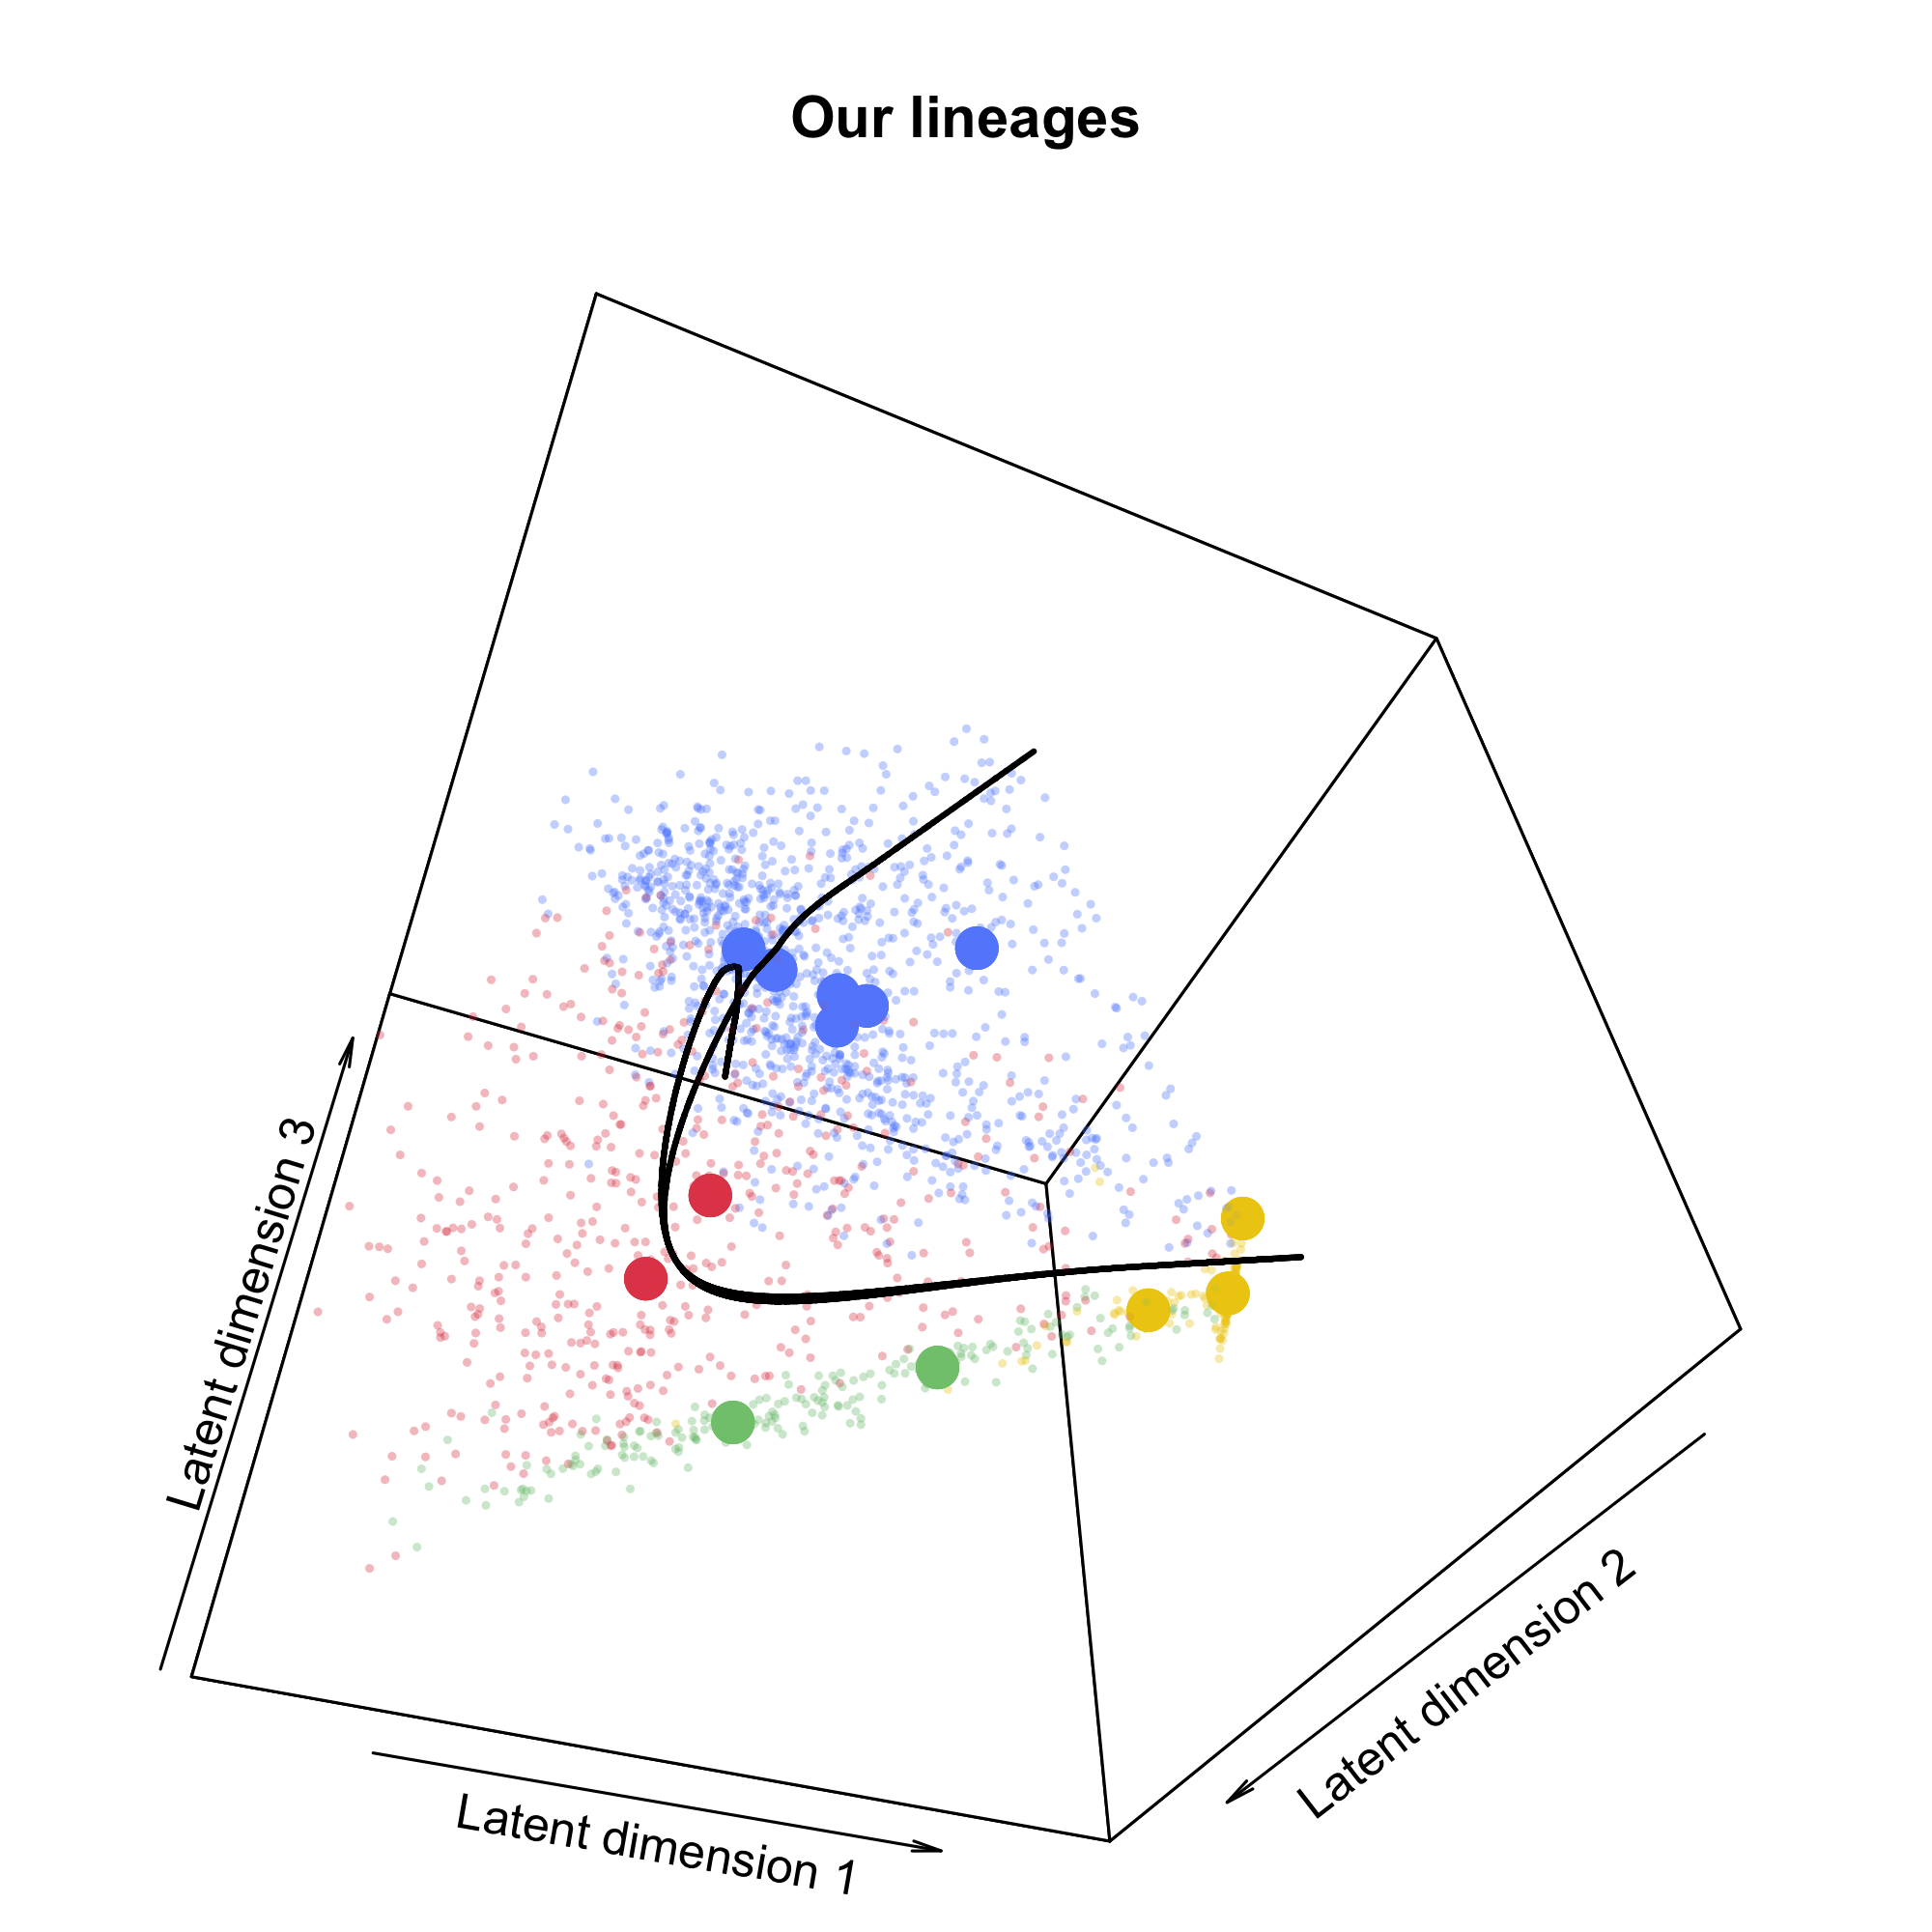 Our lineages
Latent dimension 3
Latent dimension 2
Latent dimension 1